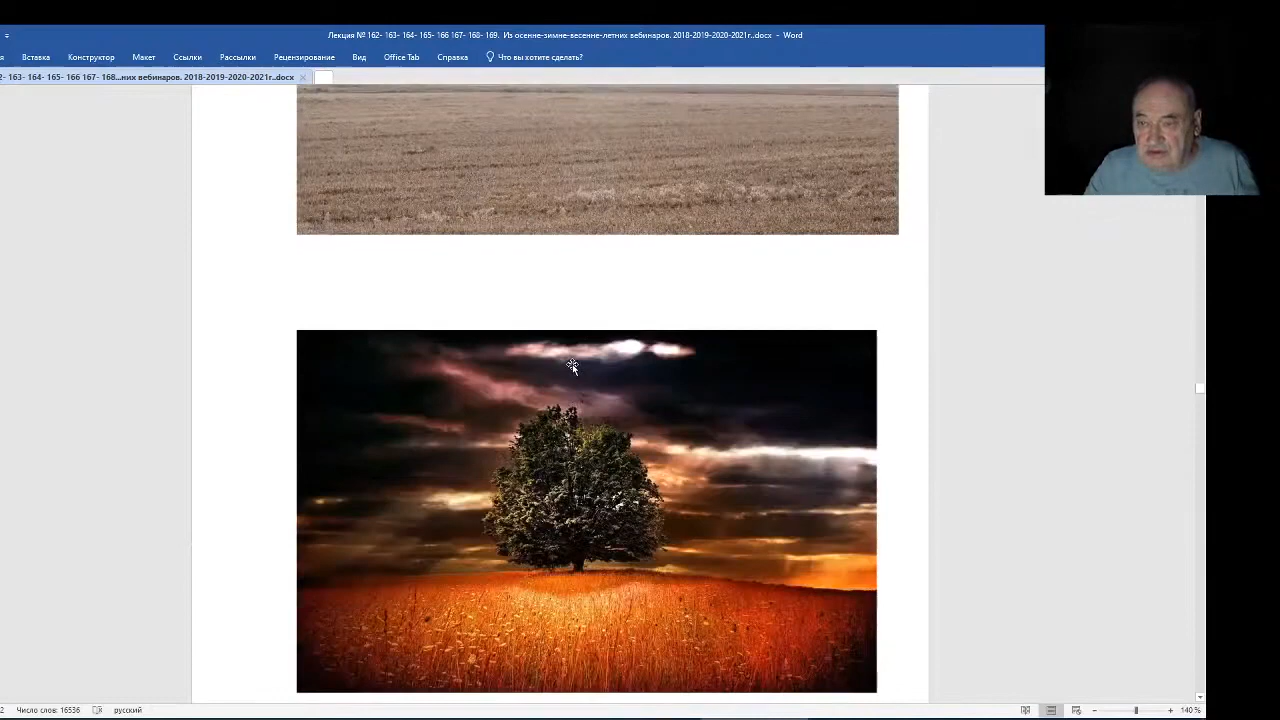 Лекция № 162- 163- 164- 165- 166 167- 168- 169. Из осенне-зимне-весенне-летних вебинаров. 2018-2019-2020-2021г..docx - Word
я Вставка Конструктор Макет Ссылки Рассылки Рецензирование Вид Office Tab Справка Что вы хотите сделать?
2- 163- 164- 165- 166 167- 168...них вебинаров. 2018-2019-2020-2021г..docx
2 Число слов: 16536 русский 140 %